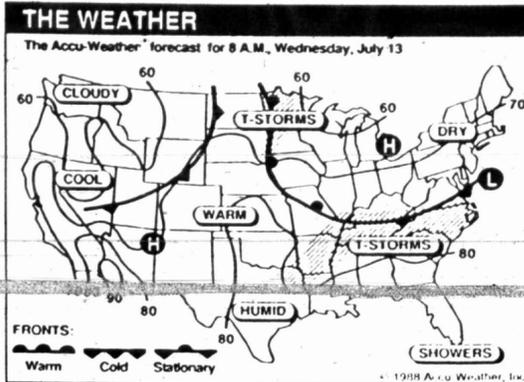 THE WEATHER
The Accu-Weather® forecast for 8 A.M., Wednesday, July 13
60
60
60
60
70
CLOUDY
T-STORMS
DRY
H
COOL
L
WARM
H
T-STORMS
80
90
80
HUMID
80
SHOWERS
FRONTS:
Warm Cold Stationary
© 1988 Accu-Weather, Inc.